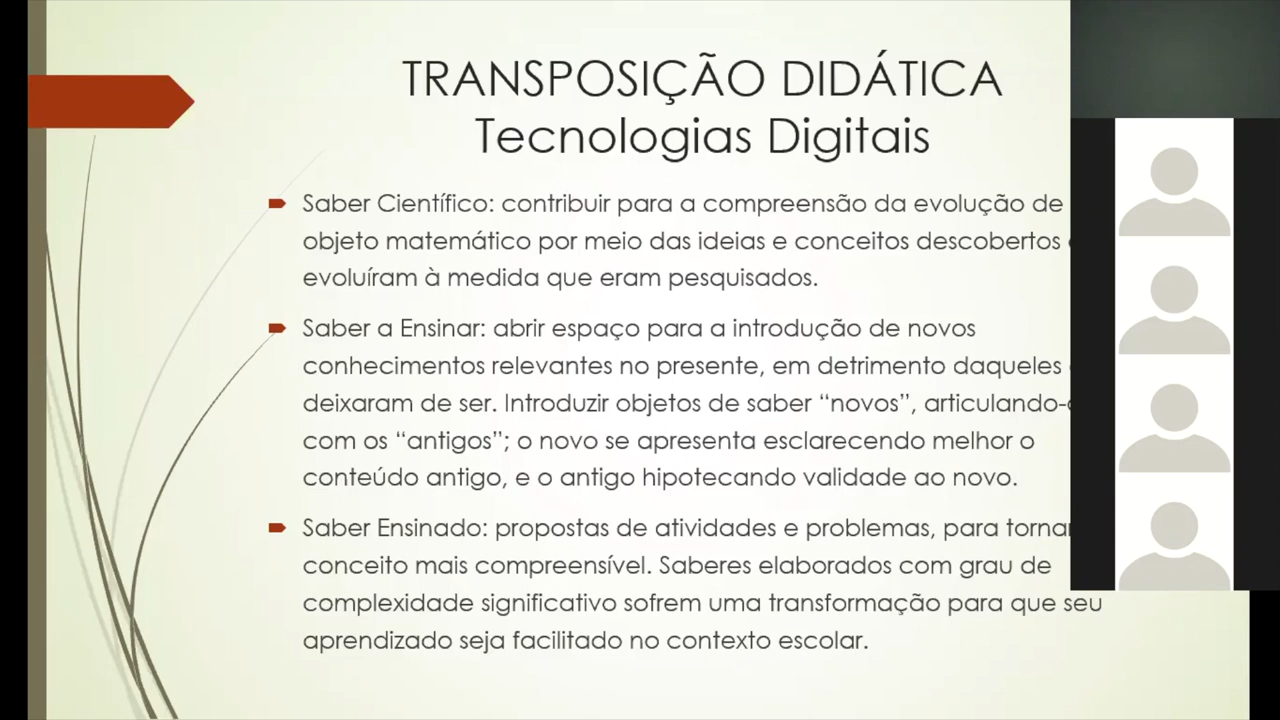 TRANSPOSIÇÃO DIDÁTICA
Tecnologias Digitais
Saber Científico: contribuir para a compreensão da evolução de
objeto matemático por meio das ideias e conceitos descobertos
evoluíram à medida que eram pesquisados.
Saber a Ensinar: abrir espaço para a introdução de novos
conhecimentos relevantes no presente, em detrimento daqueles
deixaram de ser. Introduzir objetos de saber “novos”, articulando-
com os “antigos”; o novo se apresenta esclarecendo melhor o
conteúdo antigo, e o antigo hipotecando validade ao novo.
Saber Ensinado: propostas de atividades e problemas, para tornar
conceito mais compreensível. Saberes elaborados com grau de
complexidade significativo sofrem uma transformação para que seu
aprendizado seja facilitado no contexto escolar.